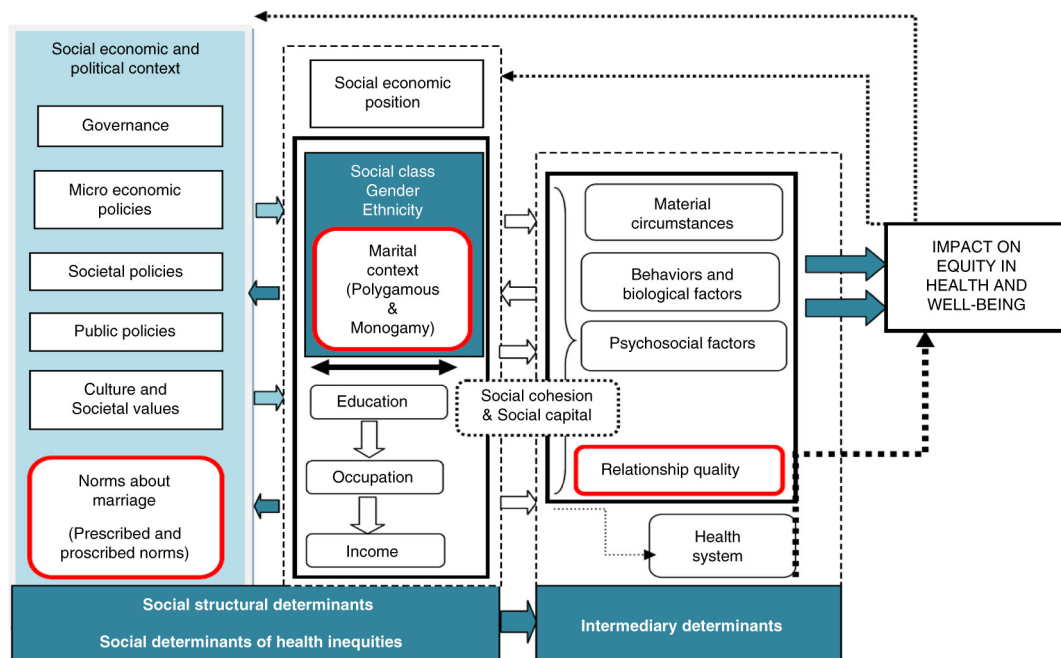 Social economic and
political context
Governance
Micro economic
policies
Societal policies
Public policies
Culture and
Societal values
Norms about
marriage
(Prescribed and
proscribed norms)
Social economic
position
Social class
Gender
Ethnicity
Marital
context
(Polygamous
&
Monogamy)
Education
Occupation
Income
Social cohesion
& Social capital
Material
circumstances
Behaviors and
biological factors
Psychosocial factors
Relationship quality
Health
system
IMPACT ON
EQUITY IN
HEALTH AND
WELL-BEING
Social structural determinants
Social determinants of health inequities
Intermediary determinants